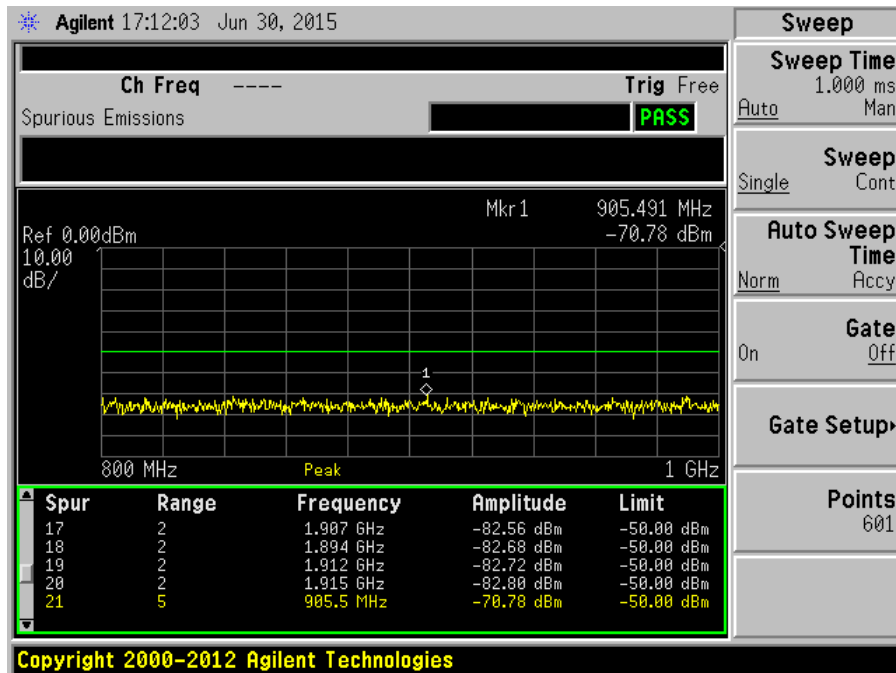 Agilent 17:12:03 Jun 30, 2015
Ch Freq ---- Trig Free
Spurious Emissions PASS
Mkr1 905.491 MHz
Ref 0.00dBm -70.78 dBm
10.00
dB/
1
800 MHz Peak 1 GHz
Spur Range Frequency Amplitude Limit
17 2 1.907 GHz -82.56 dBm -50.00 dBm
18 2 1.894 GHz -82.68 dBm -50.00 dBm
19 2 1.912 GHz -82.72 dBm -50.00 dBm
20 2 1.915 GHz -82.80 dBm -50.00 dBm
21 5 905.5 MHz -70.78 dBm -50.00 dBm
Copyright 2000-2012 Agilent Technologies
Sweep
Sweep Time
1.000 ms
Auto Man
Sweep
Single Cont
Auto Sweep
Time
Norm Accy
Gate
On Off
Gate Setup
Points
601